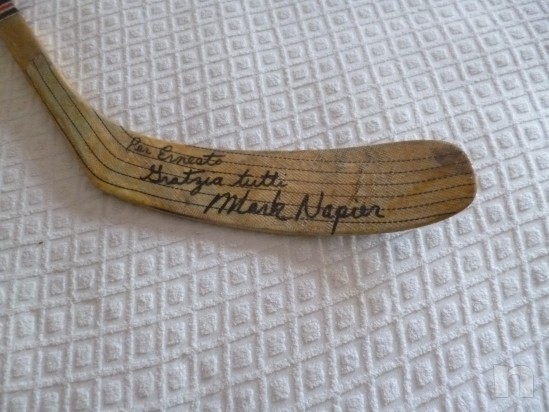 Per Ernesto
Gratzia tutti
Mark Napier
n